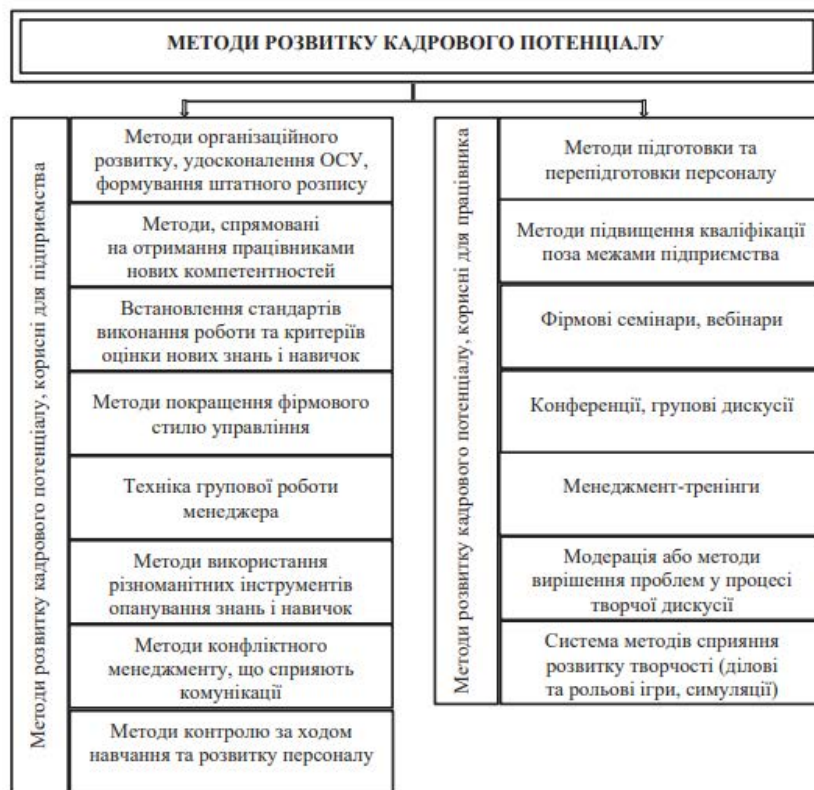 МЕТОДИ РОЗВИТКУ КАДРОВОГО ПОТЕНЦІАЛУ
Методи розвитку кадрового потенціалу, корисні для підприємства
Методи організаційного
розвитку, удосконалення ОСУ,
формування штатного розпису
Методи, спрямовані
на отримання працівниками
нових компетентностей
Встановлення стандартів
виконання роботи та критеріїв
оцінки нових знань і навичок
Методи покращення фірмового
стилю управління
Техніка групової роботи
менеджера
Методи використання
різноманітних інструментів
опанування знань і навичок
Методи конфліктного
менеджменту, що сприяють
комунікації
Методи контролю за ходом
навчання та розвитку персоналу
Методи розвитку кадрового потенціалу, корисні для працівника
Методи підготовки та
перепідготовки персоналу
Методи підвищення кваліфікації
поза межами підприємства
Фірмові семінари, вебінари
Конференції, групові дискусії
Менеджмент-тренінги
Модерація або методи
вирішення проблем у процесі
творчої дискусії
Система методів сприяння
розвитку творчості (ділові
та рольові ігри, симуляції)